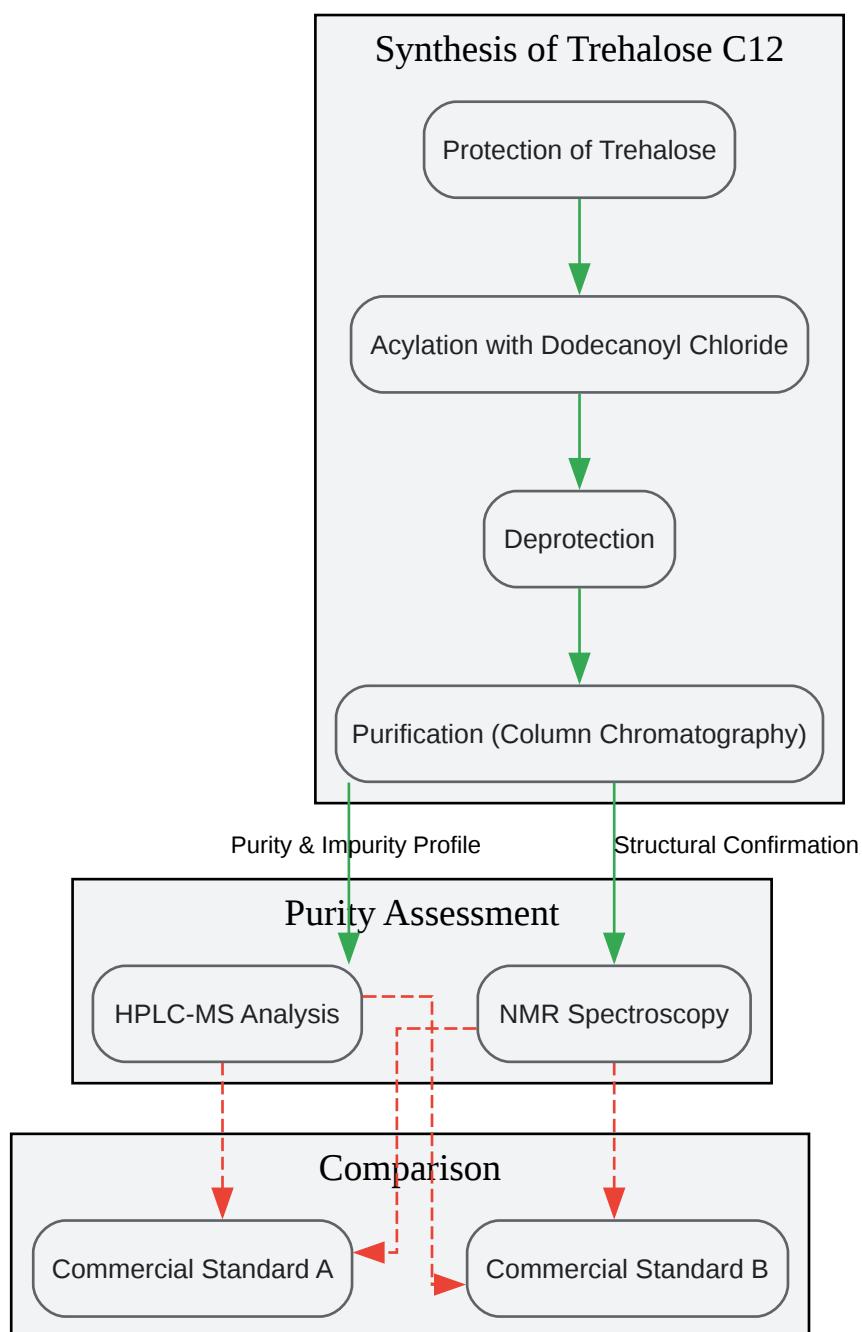 Synthesis of Trehalose C12
Protection of Trehalose
Acylation with Dodecanoyl Chloride
Deprotection
Purification (Column Chromatography)
Purity & Impurity Profile
Structural Confirmation
Purity Assessment
HPLC-MS Analysis
NMR Spectroscopy
Comparison
Commercial Standard A
Commercial Standard B